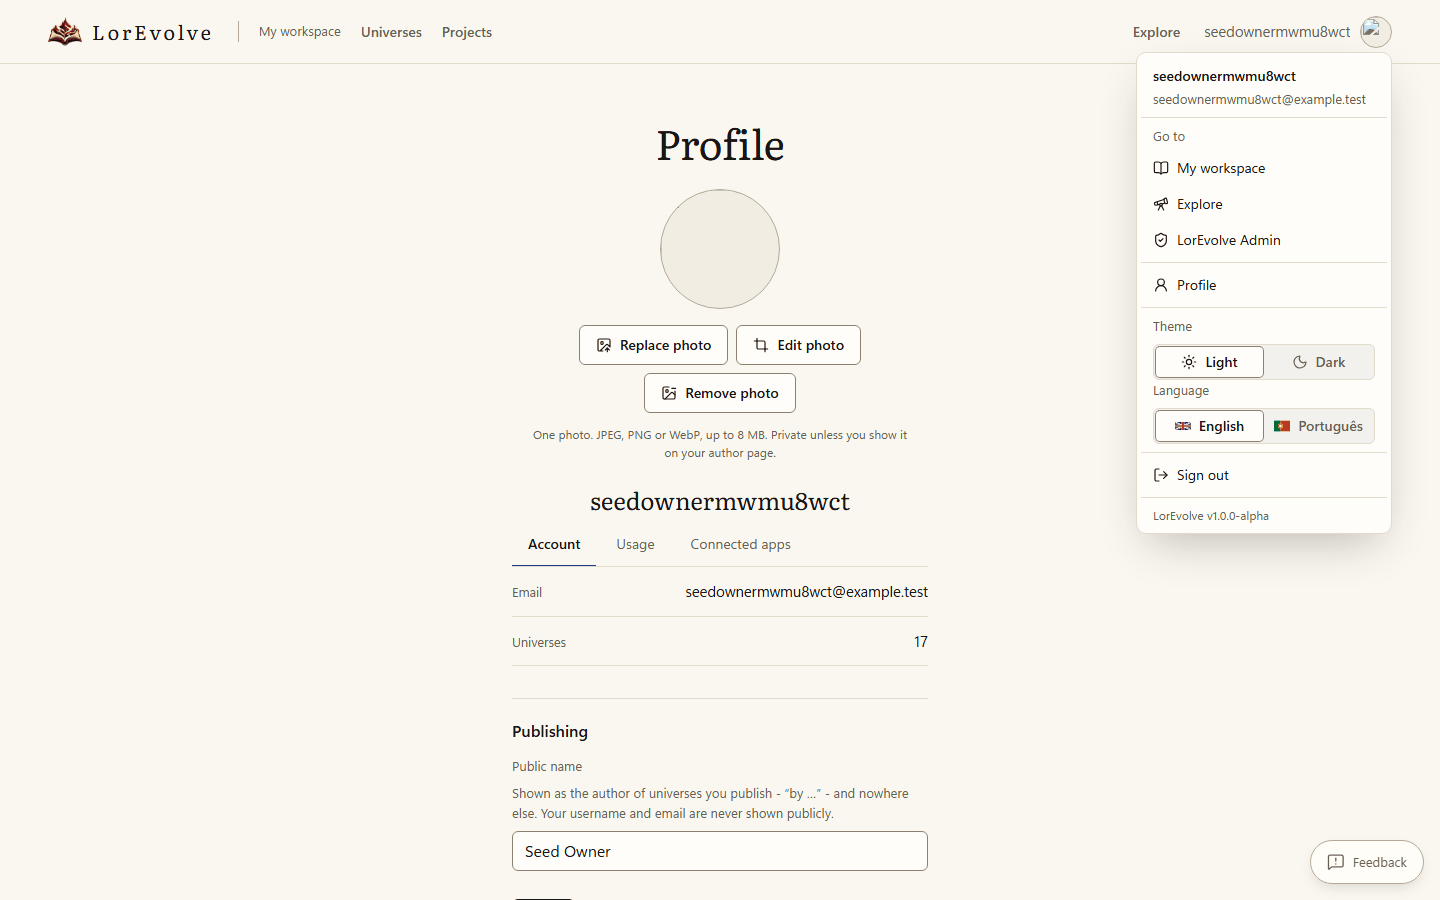 LorEvolve
My workspace
Universes
Projects
Explore
seedownermwmu8wct
seedownermwmu8wct
seedownermwmu8wct@example.test
Go to
My workspace
Explore
LorEvolve Admin
Profile
Theme
Light
Dark
Language
English
Português
Sign out
LorEvolve v1.0.0-alpha
Profile
Replace photo
Edit photo
Remove photo
One photo. JPEG, PNG or WebP, up to 8 MB. Private unless you show it
on your author page.
seedownermwmu8wct
Account
Usage
Connected apps
Email
seedownermwmu8wct@example.test
Universes
17
Publishing
Public name
Shown as the author of universes you publish - “by ...” - and nowhere
else. Your username and email are never shown publicly.
Seed Owner
Feedback